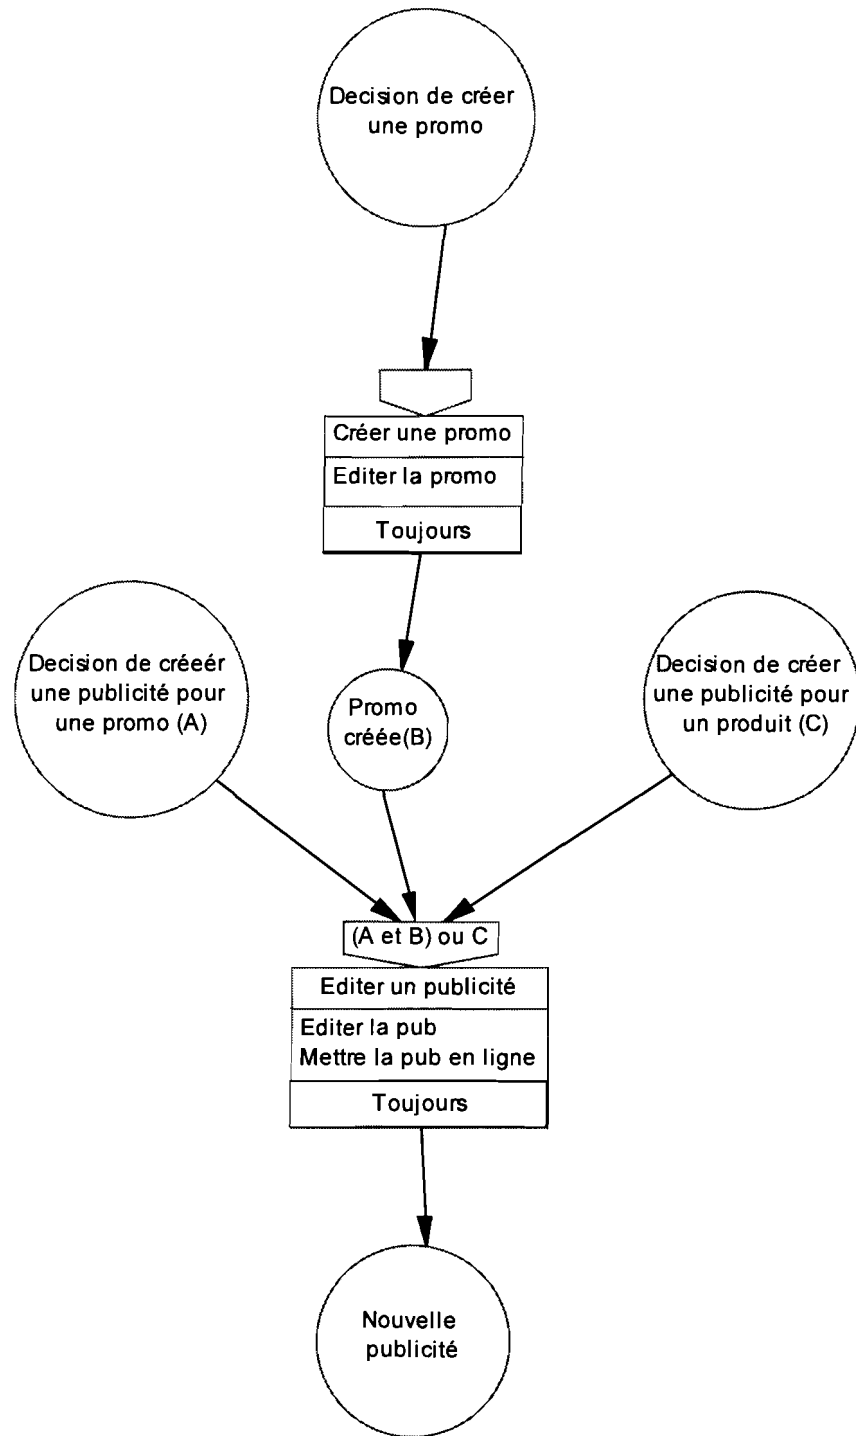 Decision de créer
une promo
Créer une promo
Editer la promo
Toujours
Decision de créeér
une publicité pour
une promo (A)
Promo
créée(B)
Decision de créer
une publicité pour
un produit (C)
(A et B) ou C
Editer un publicité
Editer la pub
Mettre la pub en ligne
Toujours
Nouvelle
publicité